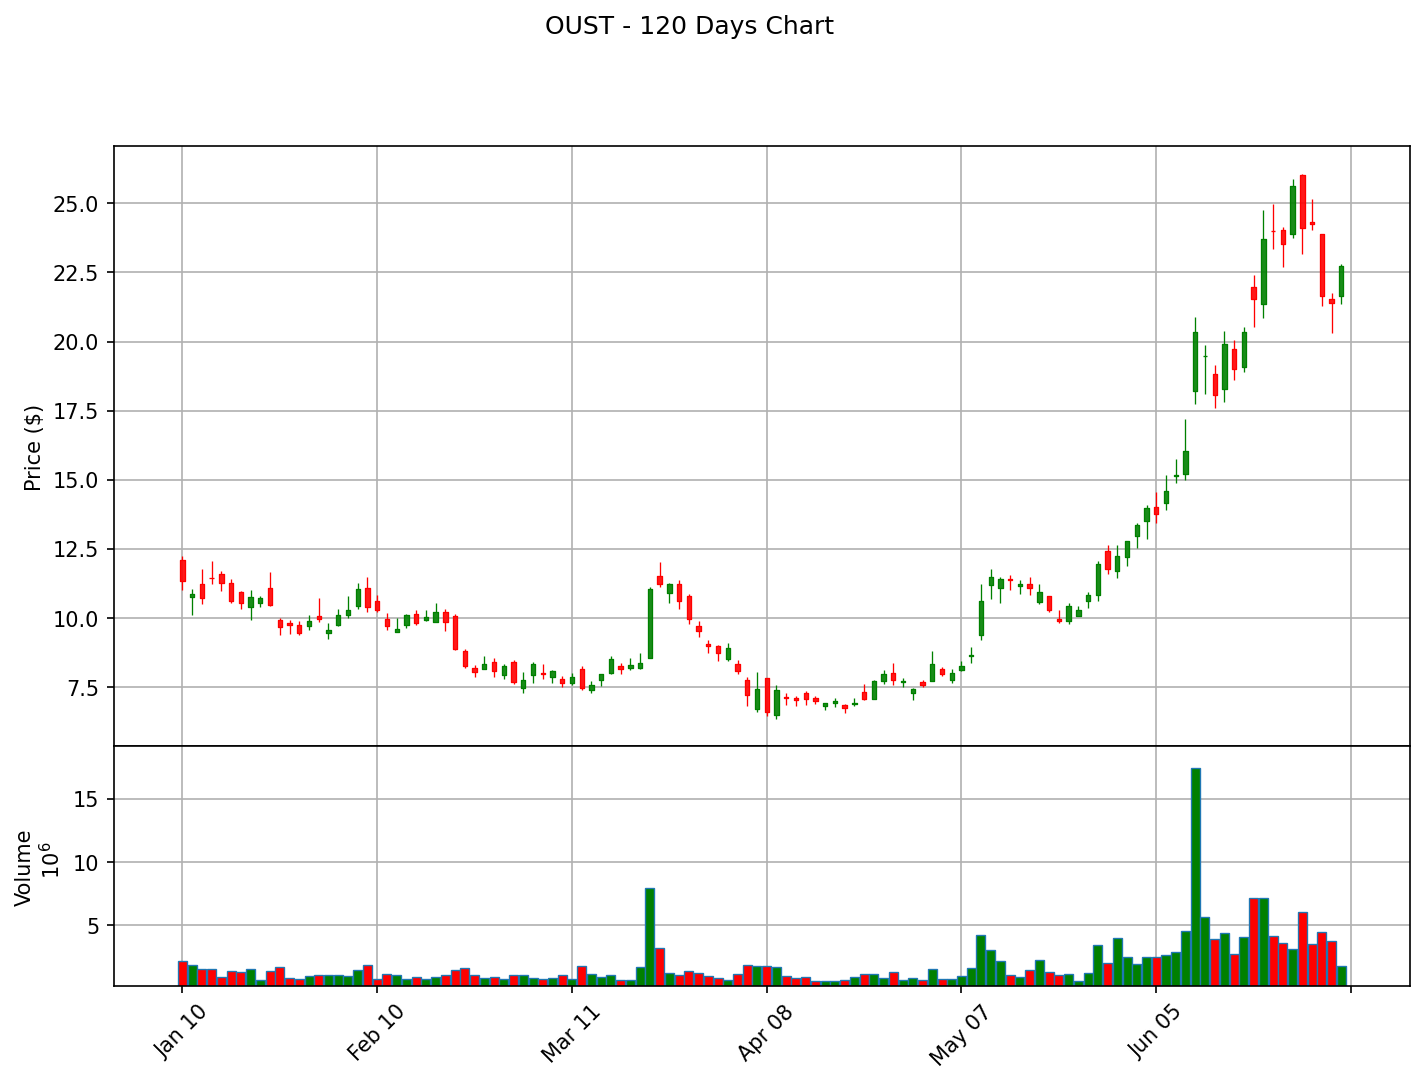 OUST - 120 Days Chart
Price ($)
25.0
22.5
20.0
17.5
15.0
12.5
10.0
7.5
Volume
10^6
15
10
5
Jan 10
Feb 10
Mar 11
Apr 08
May 07
Jun 05